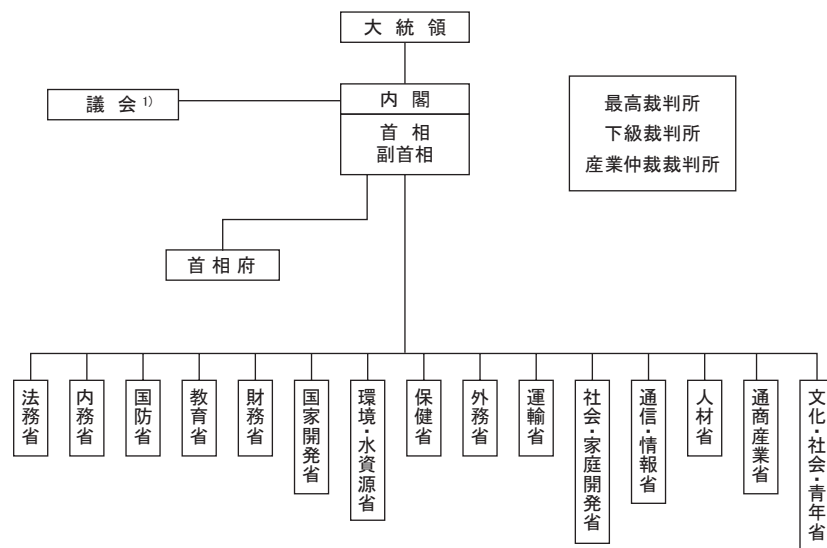 大統領
議会 1)
内閣
首相
副首相
最高裁判所
下級裁判所
産業仲裁裁判所
首相府
法務省
内務省
国防省
教育省
財務省
国家開発省
環境・水資源省
保健省
外務省
運輸省
社会・家庭開発省
通信・情報省
人材省
通商産業省
文化・社会・青年省